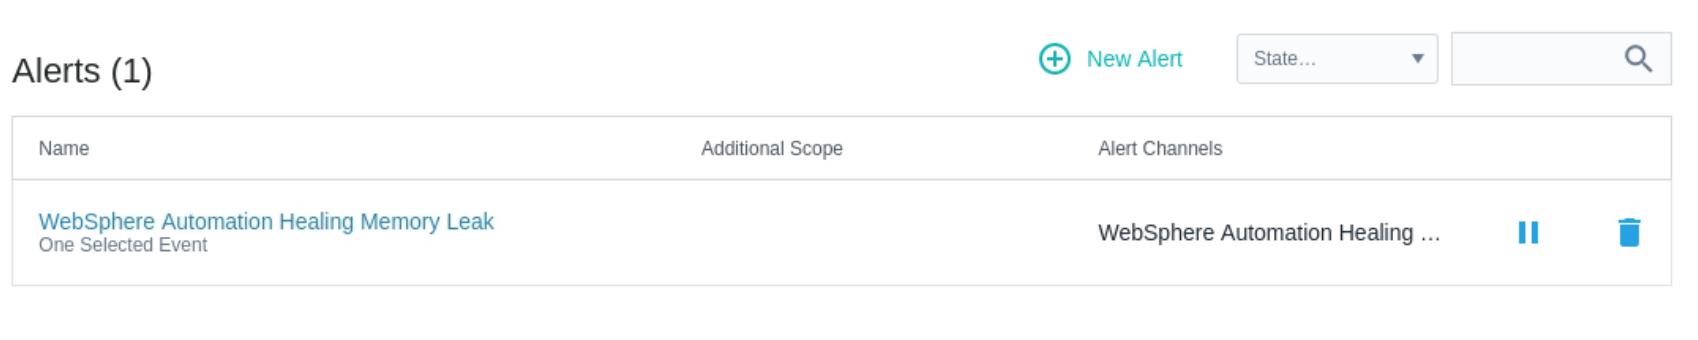 Alerts (1)
New Alert
State...
Name
Additional Scope
Alert Channels
WebSphere Automation Healing Memory Leak
One Selected Event
WebSphere Automation Healing ...